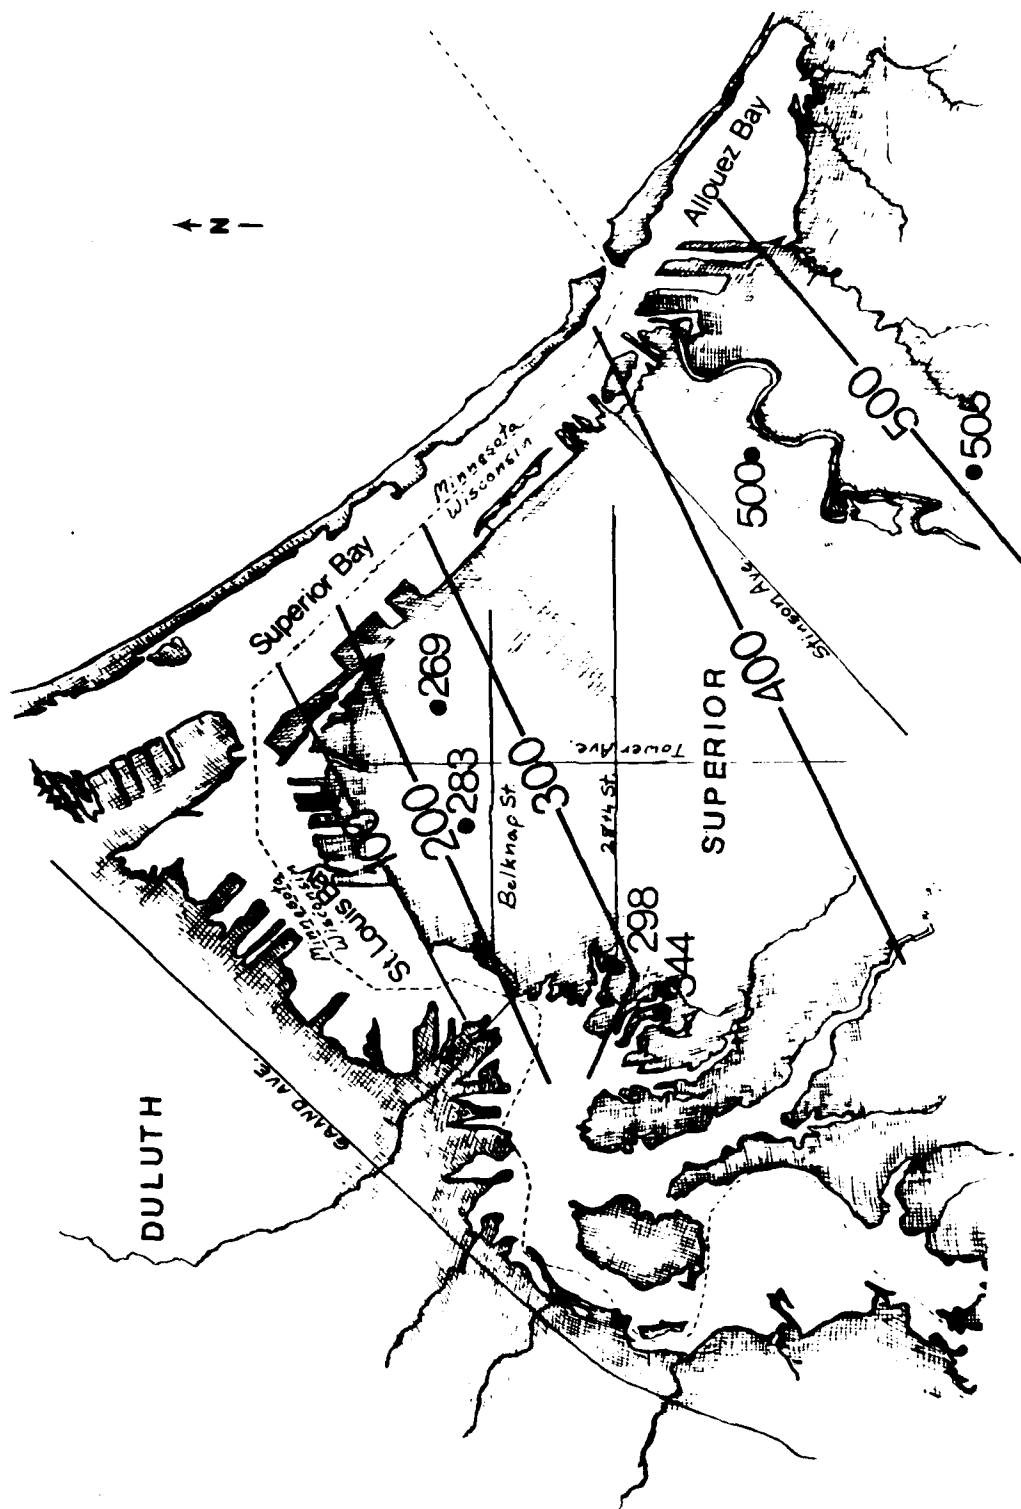 N
DULUTH
GRAND AVE.
St. Louis Bay
Minnesota
Wisconsin
Superior Bay
Minnesota
Wisconsin
Allouez Bay
100
200
283
269
Belknap St
300
Tower Ave.
28th St.
298
344
SUPERIOR
400
Stinson Ave
500
500
506